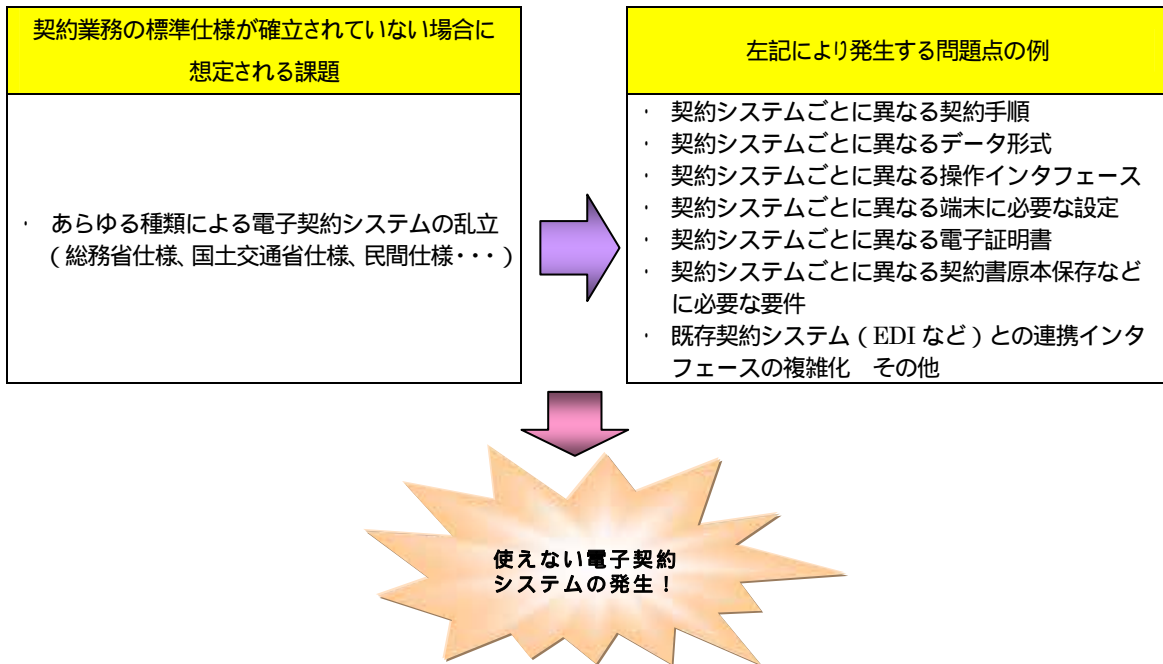 契約業務の標準仕様が確立されていない場合に
想定される課題
・ あらゆる種類による電子契約システムの乱立
（総務省仕様、国土交通省仕様、民間仕様・・・）
左記により発生する問題点の例
・ 契約システムごとに異なる契約手順
・ 契約システムごとに異なるデータ形式
・ 契約システムごとに異なる操作インタフェース
・ 契約システムごとに異なる端末に必要な設定
・ 契約システムごとに異なる電子証明書
・ 契約システムごとに異なる契約書原本保存など
に必要な要件
・ 既存契約システム（EDI など）との連携インタ
フェースの複雑化　その他
使えない電子契約
システムの発生！